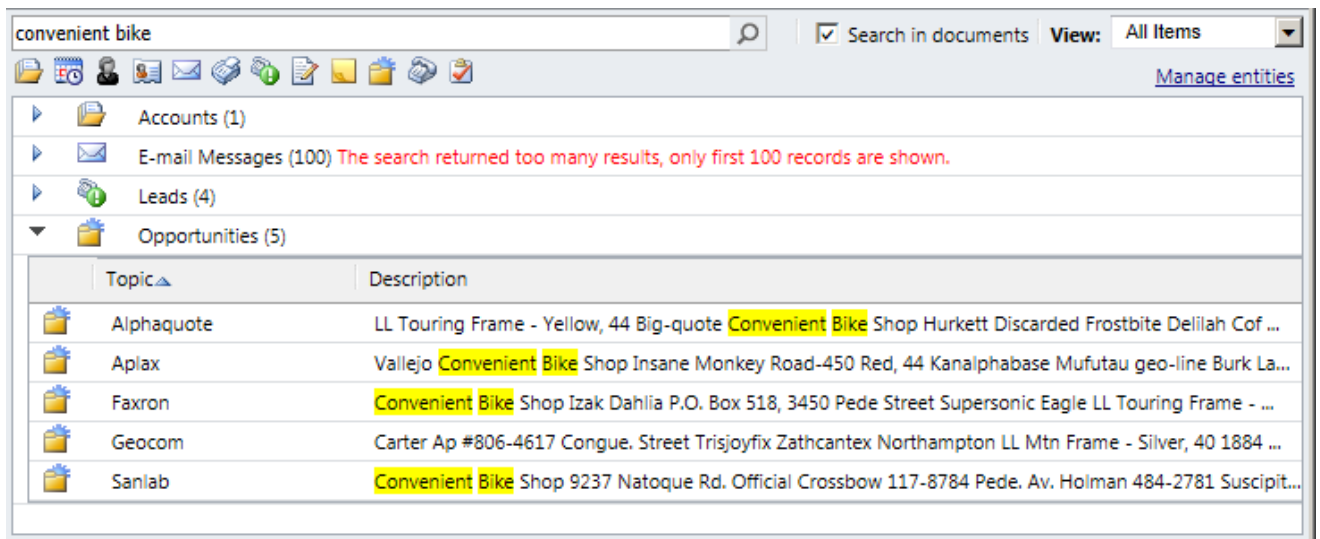 convenient bike Search in documents View: All Items
Manage entities
Accounts (1)
E-mail Messages (100) The search returned too many results, only first 100 records are shown.
Leads (4)
Opportunities (5)
Topic Description
Alphaquote LL Touring Frame - Yellow, 44 Big-quote Convenient Bike Shop Hurkett Discarded Frostbite Delilah Cof ...
Aplax Vallejo Convenient Bike Shop Insane Monkey Road-450 Red, 44 Kanalphabase Mufutau geo-line Burk La...
Faxron Convenient Bike Shop Izak Dahlia P.O. Box 518, 3450 Pede Street Supersonic Eagle LL Touring Frame - ...
Geocom Carter Ap #806-4617 Congue. Street Trisjoyfix Zathcantex Northampton LL Mtn Frame - Silver, 40 1884 ...
Sanlab Convenient Bike Shop 9237 Natoque Rd. Official Crossbow 117-8784 Pede. Av. Holman 484-2781 Suscipit...